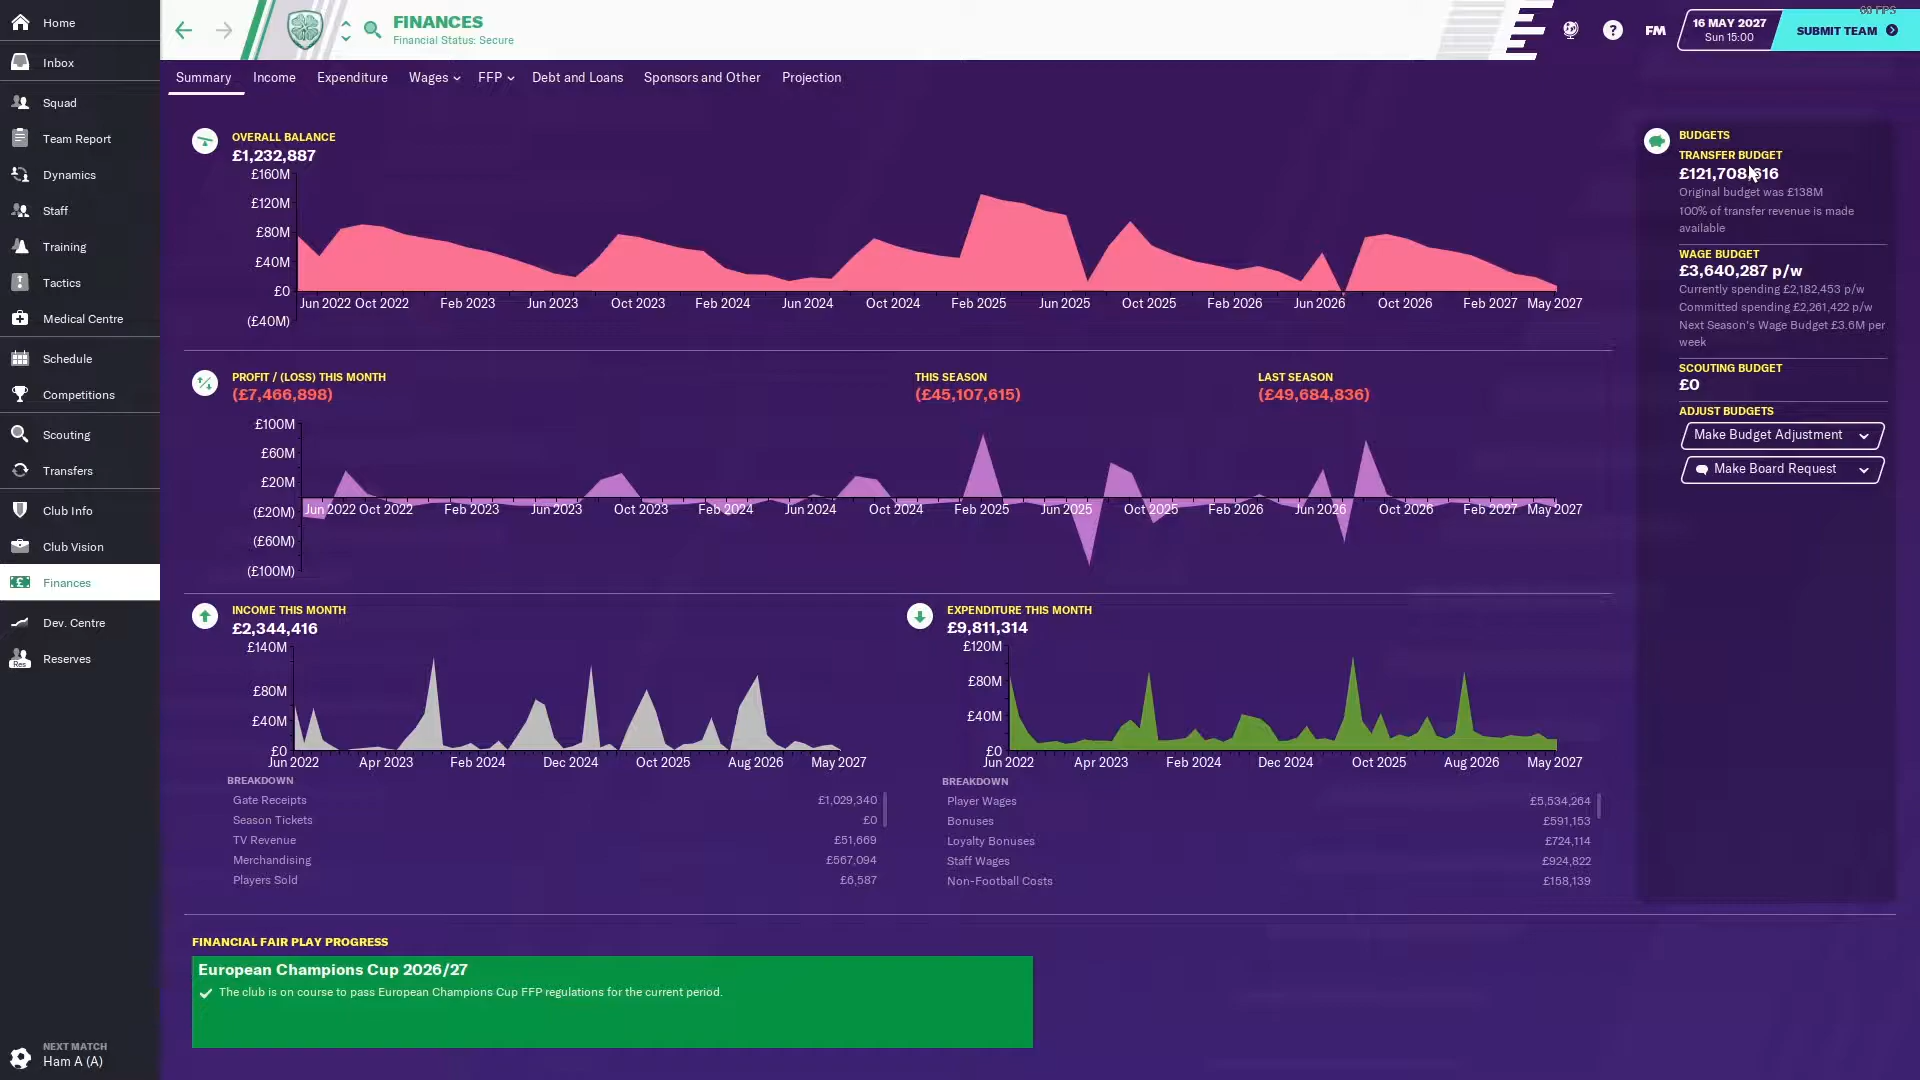 Home
Inbox
Squad
Team Report
Dynamics
Staff
Training
Tactics
Medical Centre
Schedule
Competitions
Scouting
Transfers
Club Info
Club Vision
Finances
Dev. Centre
Reserves
Res
NEXT MATCH
Ham A (A)
FINANCES
Financial Status: Secure
?
FM
16 MAY 2027
Sun 15:00
SUBMIT TEAM
Summary
Income
Expenditure
Wages
FFP
Debt and Loans
Sponsors and Other
Projection
OVERALL BALANCE
£1,232,887
£160M
£120M
£80M
£40M
£0
(£40M)
Jun 2022 Oct 2022 Feb 2023 Jun 2023 Oct 2023 Feb 2024 Jun 2024 Oct 2024 Feb 2025 Jun 2025 Oct 2025 Feb 2026 Jun 2026 Oct 2026 Feb 2027 May 2027
PROFIT / (LOSS) THIS MONTH
(£7,466,898)
THIS SEASON
(£45,107,615)
LAST SEASON
(£49,684,836)
£100M
£60M
£20M
(£20M)
(£60M)
(£100M)
Jun 2022 Oct 2022 Feb 2023 Jun 2023 Oct 2023 Feb 2024 Jun 2024 Oct 2024 Feb 2025 Jun 2025 Oct 2025 Feb 2026 Jun 2026 Oct 2026 Feb 2027 May 2027
INCOME THIS MONTH
£2,344,416
£140M
£80M
£40M
£0
Jun 2022 Apr 2023 Feb 2024 Dec 2024 Oct 2025 Aug 2026 May 2027
BREAKDOWN
Gate Receipts £1,029,340
Season Tickets £0
TV Revenue £51,669
Merchandising £567,094
Players Sold £6,587
EXPENDITURE THIS MONTH
£9,811,314
£120M
£80M
£40M
£0
Jun 2022 Apr 2023 Feb 2024 Dec 2024 Oct 2025 Aug 2026 May 2027
BREAKDOWN
Player Wages £5,534,264
Bonuses £591,153
Loyalty Bonuses £724,114
Staff Wages £924,822
Non-Football Costs £158,139
FINANCIAL FAIR PLAY PROGRESS
European Champions Cup 2026/27
The club is on course to pass European Champions Cup FFP regulations for the current period.
BUDGETS
TRANSFER BUDGET
£121,708,616
Original budget was £138M
100% of transfer revenue is made
available
WAGE BUDGET
£3,640,287 p/w
Currently spending £2,182,453 p/w
Committed spending £2,261,422 p/w
Next Season's Wage Budget £3.6M per
week
SCOUTING BUDGET
£0
ADJUST BUDGETS
Make Budget Adjustment
Make Board Request